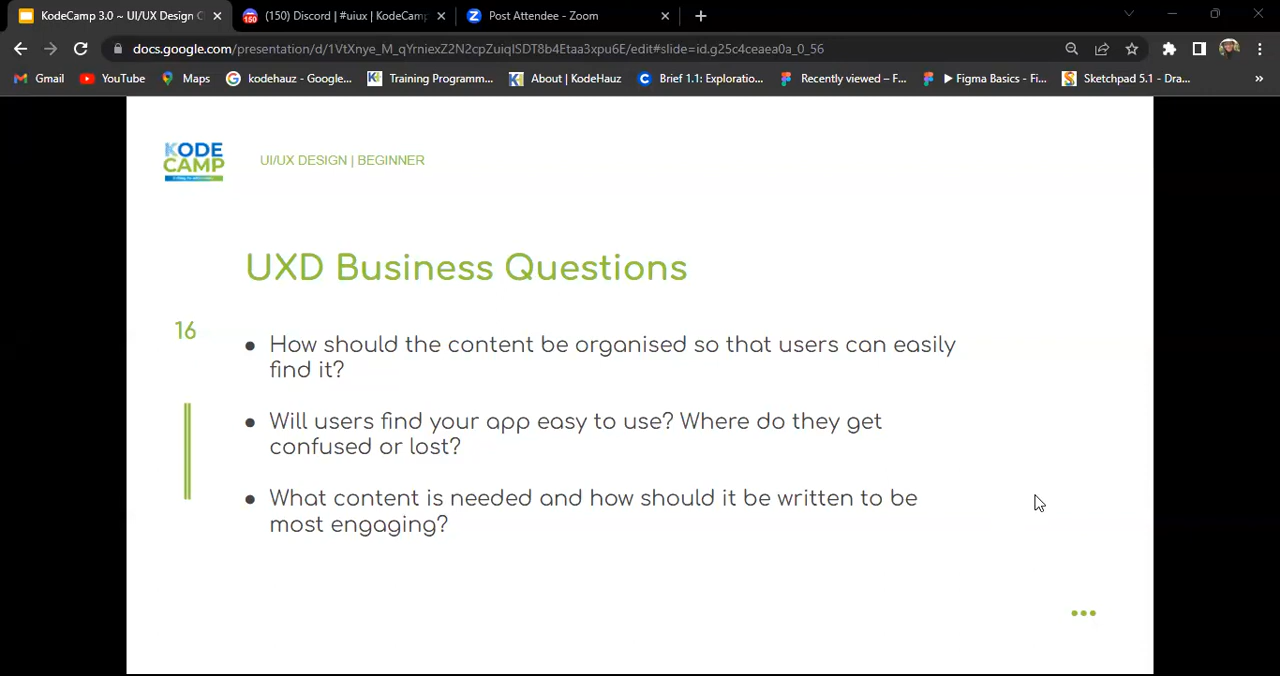 KodeCamp 3.0 ~ UI/UX Design C
(150) Discord | #uiux | KodeCamp
Post Attendee - Zoom
docs.google.com/presentation/d/1VtXnye_M_qYrniexZ2N2cpZuiqlSDT8b4Etaa3xpu6E/edit#slide=id.g25c4ceaea0a_0_56
Gmail
YouTube
Maps
kodehauz - Google...
Training Programm...
About | KodeHauz
Brief 1.1: Exploratio...
Recently viewed – F...
▶ Figma Basics - Fi...
Sketchpad 5.1 - Dra...
»
KODE
CAMP
UI/UX DESIGN | BEGINNER
UXD Business Questions
16
● How should the content be organised so that users can easily
find it?
● Will users find your app easy to use? Where do they get
confused or lost?
● What content is needed and how should it be written to be
most engaging?